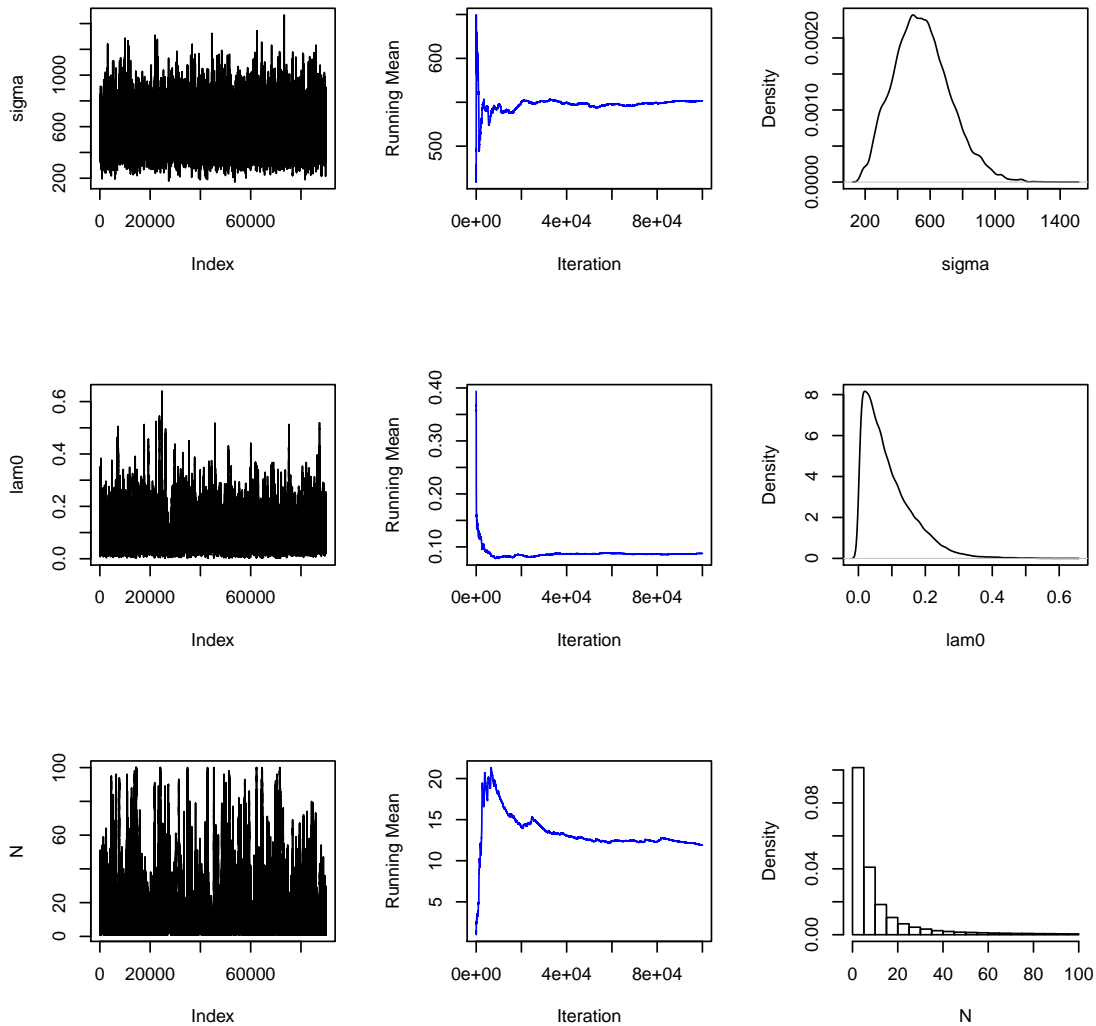 sigma
200 600 1000
0 20000 60000
Index
Running Mean
500 600
0e+00 4e+04 8e+04
Iteration
Density
0.0000 0.0010 0.0020
200 600 1000 1400
sigma
lam0
0.0 0.2 0.4 0.6
0 20000 60000
Index
Running Mean
0.10 0.20 0.30 0.40
0e+00 4e+04 8e+04
Iteration
Density
0 2 4 6 8
0.0 0.2 0.4 0.6
lam0
N
0 20 40 60 100
0 20000 60000
Index
Running Mean
5 10 15 20
0e+00 4e+04 8e+04
Iteration
Density
0.00 0.04 0.08
0 20 40 60 80 100
N